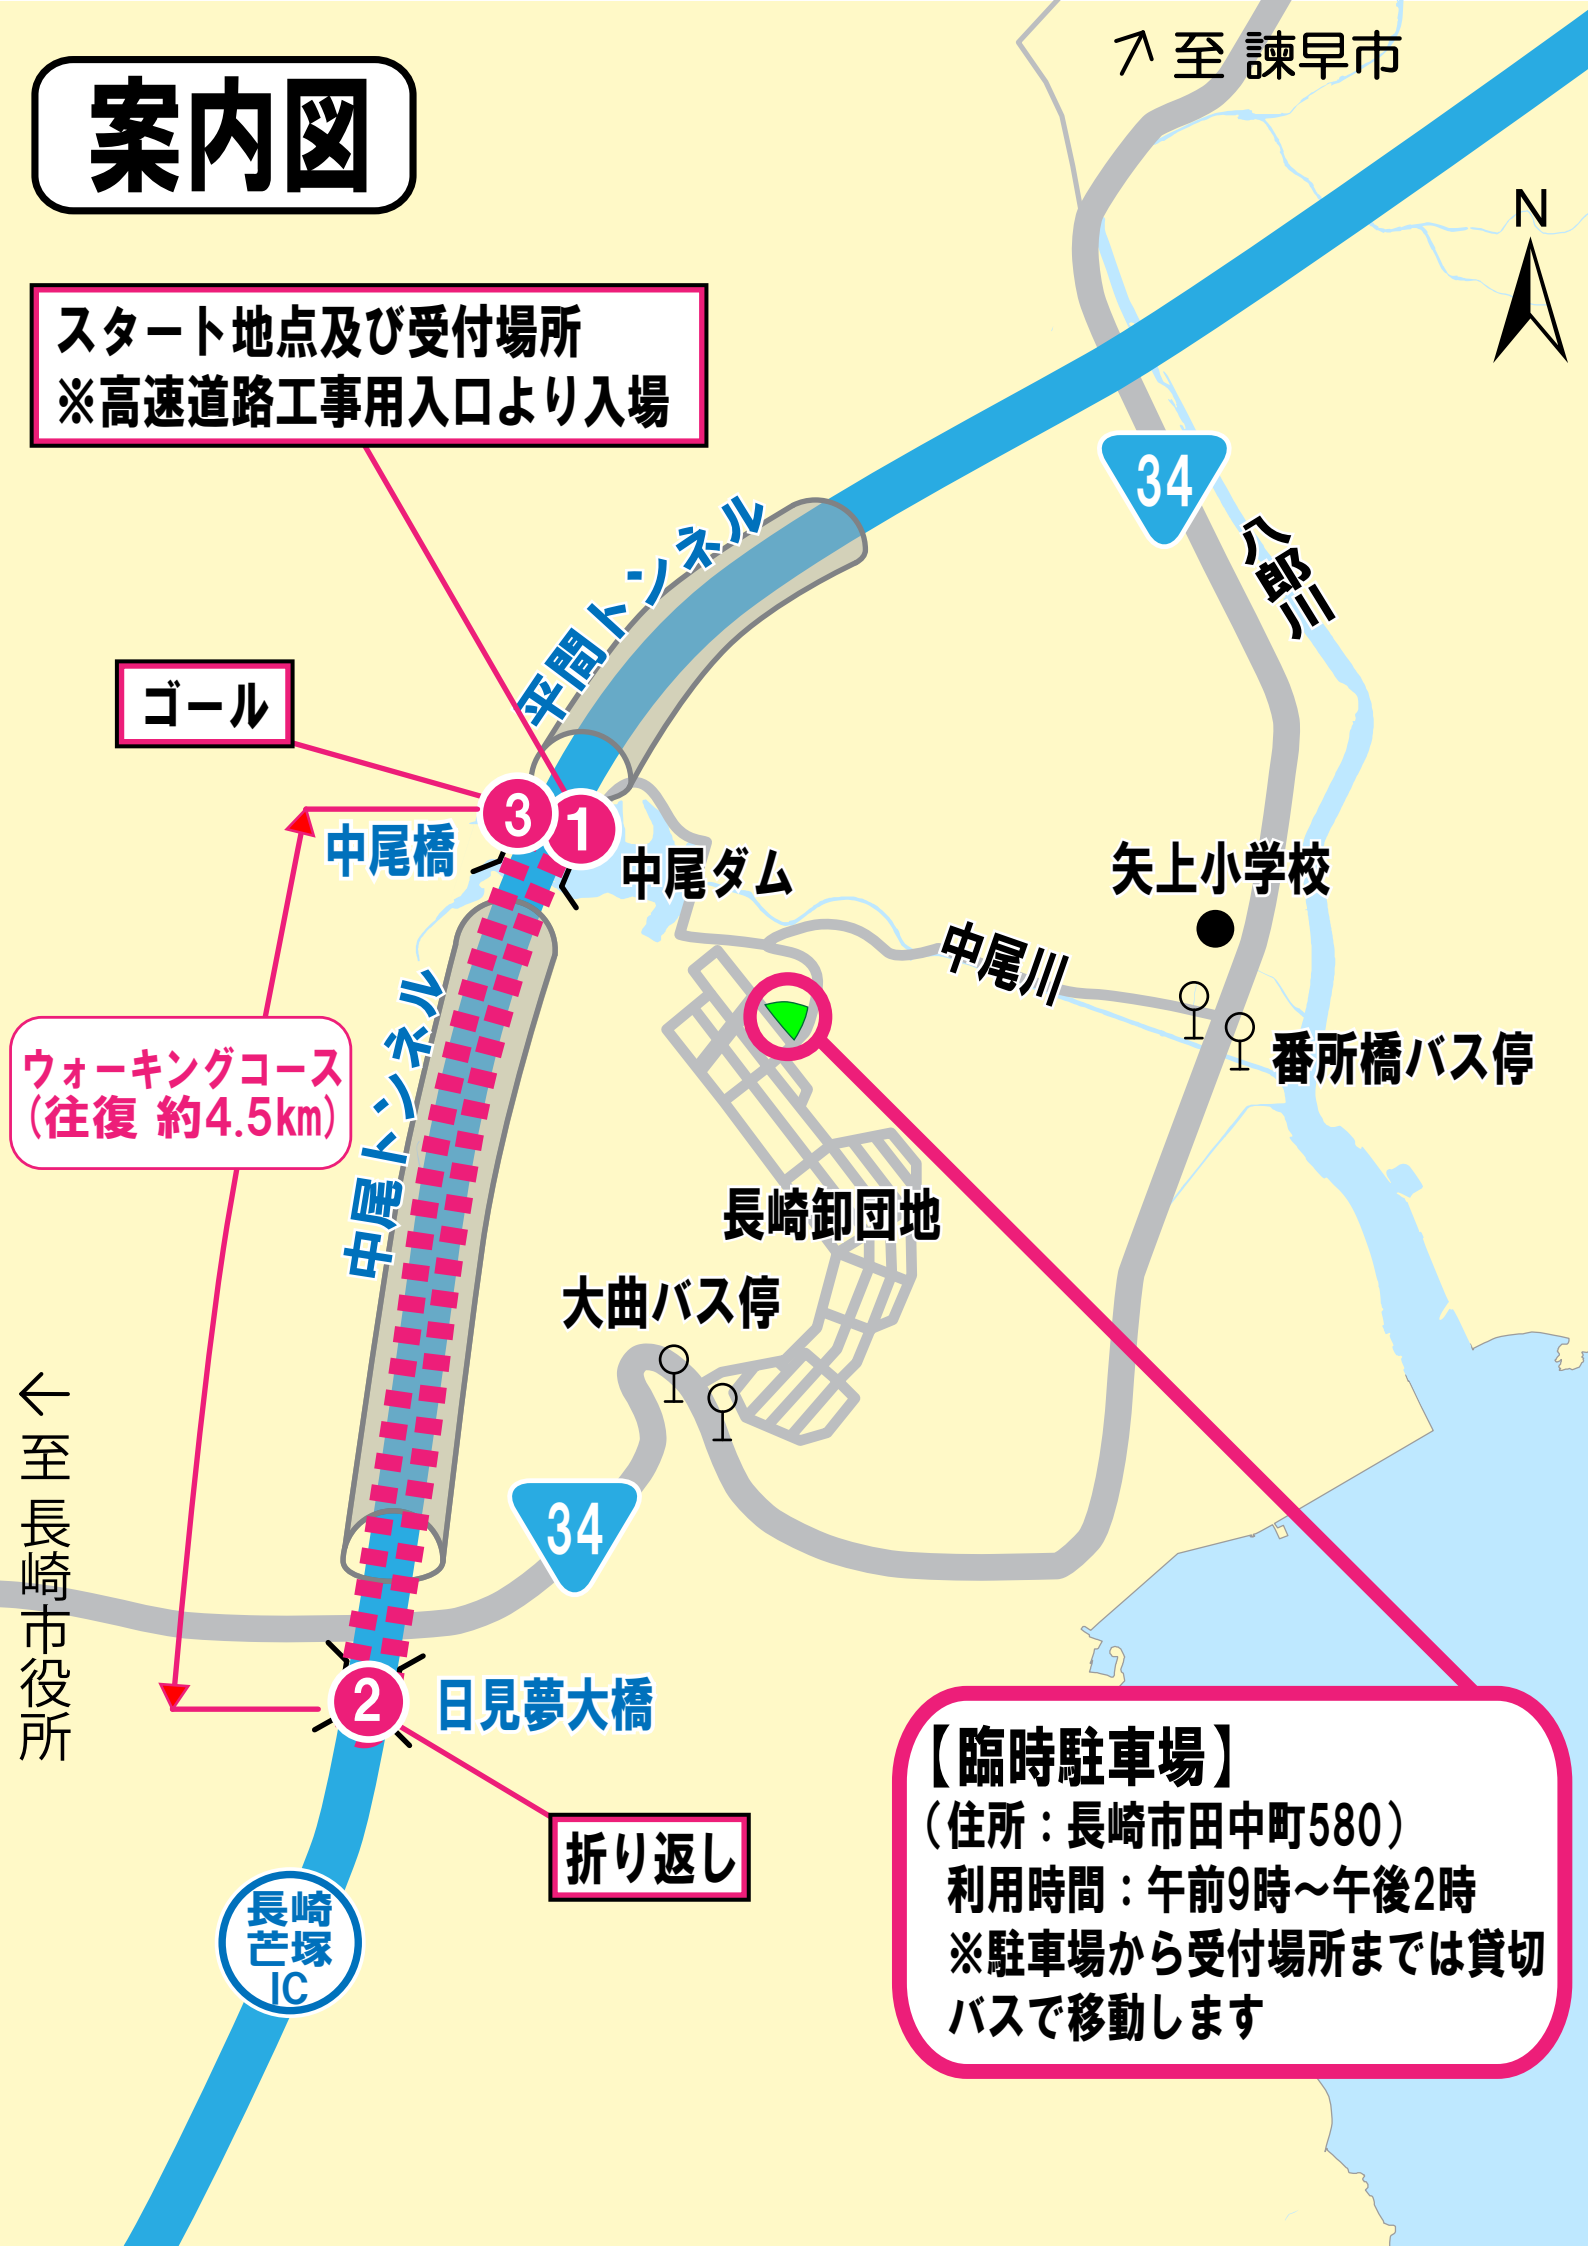 案内図
↗ 至 諫早市
N
スタート地点及び受付場所
※高速道路工事用入口より入場
34
八郎川
平間トンネル
ゴール
3
1
中尾橋
中尾ダム
矢上小学校
中尾川
中尾トンネル
ウォーキングコース
(往復 約4.5km)
番所橋バス停
長崎卸団地
大曲バス停
← 至 長崎市役所
34
2
日見夢大橋
折り返し
長崎
芒塚
IC
【臨時駐車場】
(住所：長崎市田中町580)
利用時間：午前9時～午後2時
※駐車場から受付場所までは貸切
バスで移動します